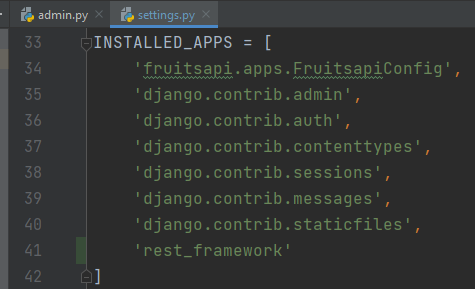 admin.py × settings.py ×
33 INSTALLED_APPS = [
34 'fruitsapi.apps.FruitsapiConfig',
35 'django.contrib.admin',
36 'django.contrib.auth',
37 'django.contrib.contenttypes',
38 'django.contrib.sessions',
39 'django.contrib.messages',
40 'django.contrib.staticfiles',
41 'rest_framework'
42 ]